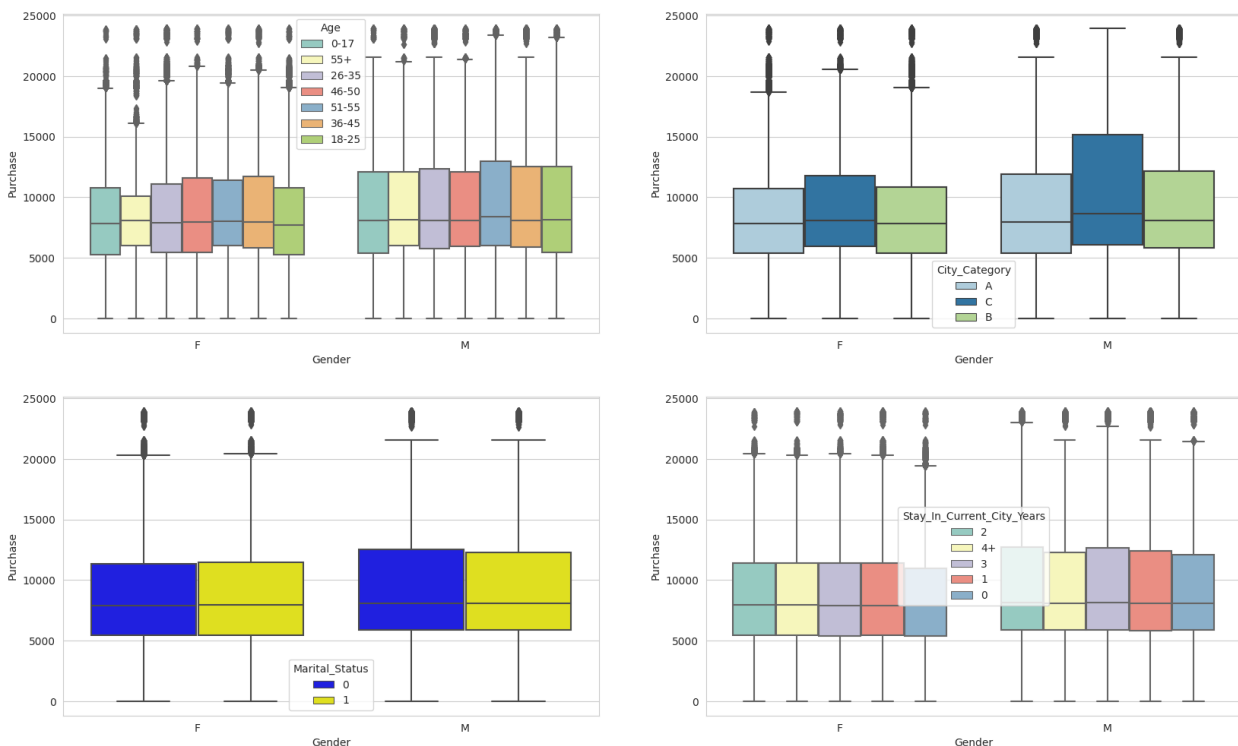 25000
20000
15000
10000
5000
0
Purchase
Age
0-17
55+
26-35
46-50
51-55
36-45
18-25
F
M
Gender
25000
20000
15000
10000
5000
0
Purchase
City_Category
A
C
B
F
M
Gender
25000
20000
15000
10000
5000
0
Purchase
Marital_Status
0
1
F
M
Gender
25000
20000
15000
10000
5000
0
Purchase
Stay_In_Current_City_Years
2
4+
3
1
0
F
M
Gender